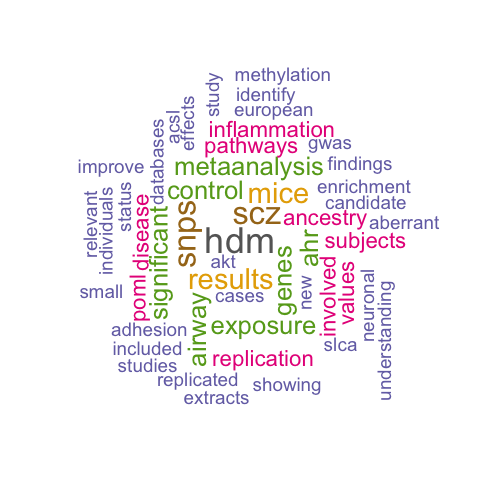 methylation
identify
study
european
acsl
effects
inflammation
pathways
gwas
databases
metaanalysis
findings
improve
control
mice
enrichment
candidate
status
relevant
individuals
disease
significant
snps
scz
ancestry
aberrant
hdm
ahr
subjects
akt
results
genes
new
involved
values
neuronal
understanding
small
poml
cases
airway
exposure
adhesion
included
slca
studies
replication
replicated
showing
extracts